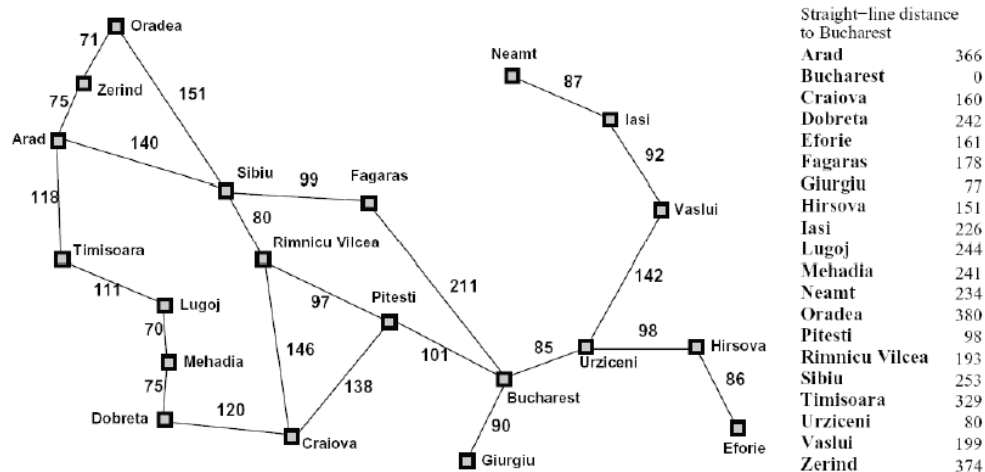 Oradea
71
Neamt
Zerind
87
151
75
Iasi
Arad
140
92
Sibiu
Fagaras
99
118
Vaslui
80
Timisoara
Rimnicu Vilcea
142
111
211
Lugoj
97
Pitesti
70
98
Hirsova
146
85
101
Urziceni
Mehadia
138
86
75
Bucharest
120
Dobreta
90
Craiova
Eforie
Giurgiu
Straight−line distance
to Bucharest
Arad 366
Bucharest 0
Craiova 160
Dobreta 242
Eforie 161
Fagaras 178
Giurgiu 77
Hirsova 151
Iasi 226
Lugoj 244
Mehadia 241
Neamt 234
Oradea 380
Pitesti 98
Rimnicu Vilcea 193
Sibiu 253
Timisoara 329
Urziceni 80
Vaslui 199
Zerind 374